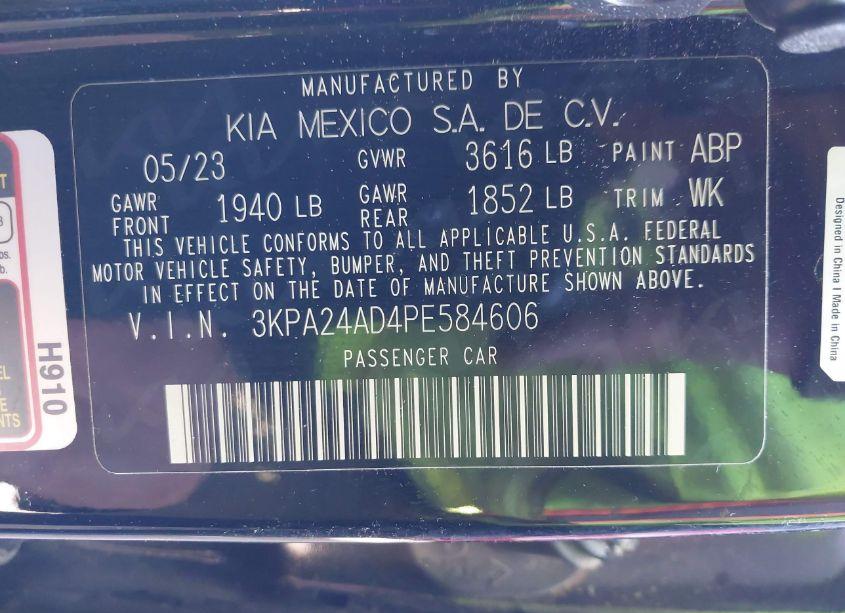 MANUFACTURED BY
KIA MEXICO S.A. DE C.V.
05/23 GVWR 3616 LB PAINT ABP
GAWR FRONT 1940 LB GAWR REAR 1852 LB TRIM WK
THIS VEHICLE CONFORMS TO ALL APPLICABLE U.S.A. FEDERAL
MOTOR VEHICLE SAFETY, BUMPER, AND THEFT PREVENTION STANDARDS
IN EFFECT ON THE DATE OF MANUFACTURE SHOWN ABOVE.
V.I.N. 3KPA24AD4PE584606
PASSENGER CAR
H910
Designed in China | Made in China